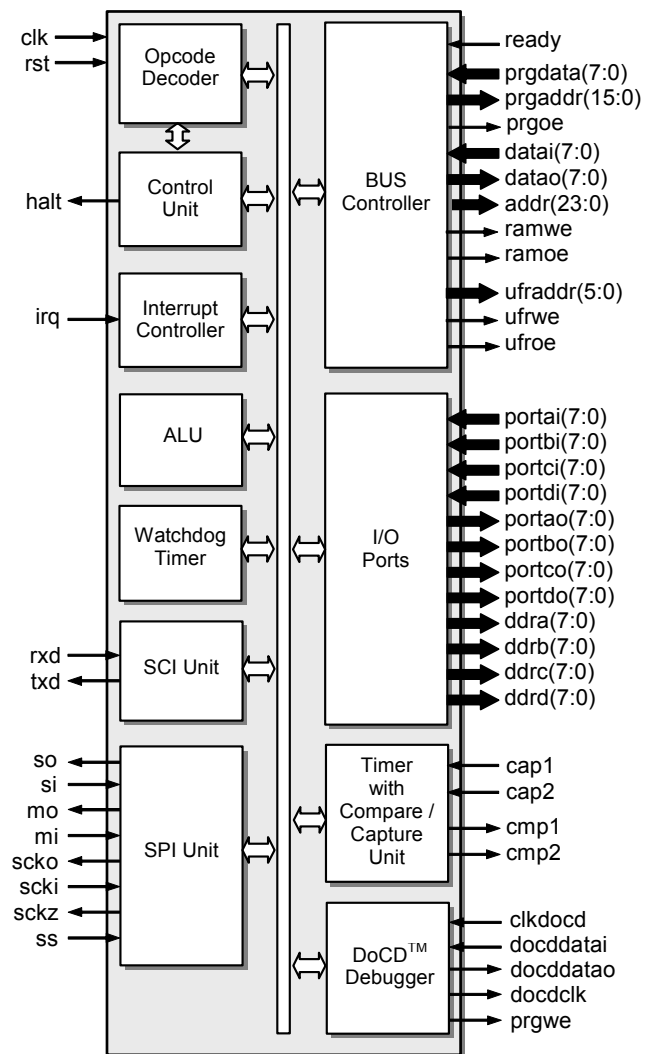 clk
rst
halt
irq
rxd
txd
so
si
mo
mi
scko
scki
sckz
ss
Opcode
Decoder
Control
Unit
Interrupt
Controller
ALU
Watchdog
Timer
SCI Unit
SPI Unit
BUS
Controller
I/O
Ports
Timer
with
Compare /
Capture
Unit
DoCD™
Debugger
ready
prgdata(7:0)
prgaddr(15:0)
prgoe
datai(7:0)
datao(7:0)
addr(23:0)
ramwe
ramoe
ufraddr(5:0)
ufrwe
ufroe
portai(7:0)
portbi(7:0)
portci(7:0)
portdi(7:0)
portao(7:0)
portbo(7:0)
portco(7:0)
portdo(7:0)
ddra(7:0)
ddrb(7:0)
ddrc(7:0)
ddrd(7:0)
cap1
cap2
cmp1
cmp2
clkdocd
docddatai
docddatao
docdclk
prgwe